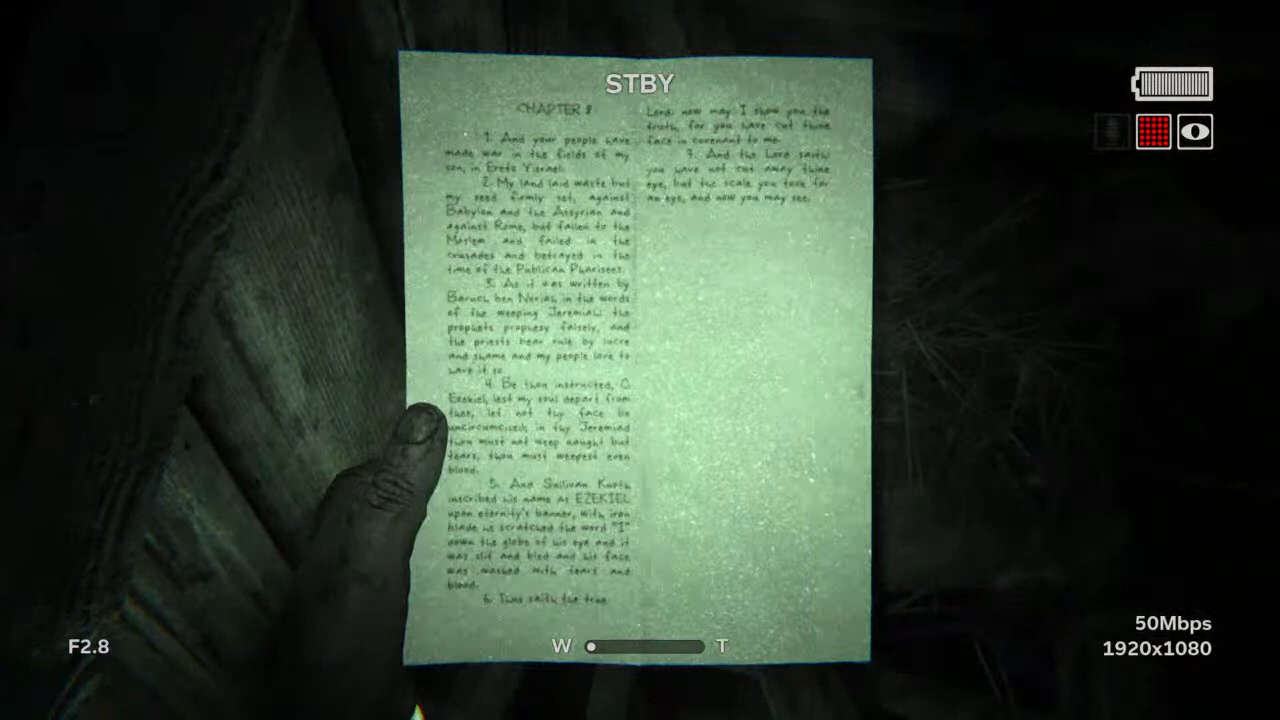 STBY
CHAPTER 8
1. And your people have
made war in the fields of my
son, in Eretz Yisrael.
2. My land laid waste but
my seed firmly set, against
Babylon and the Assyrian and
against Rome, but fallen to the
Moslem and failed in the
crusades and betrayed in the
time of the Publican Pharisees.
3. As it was written by
Baruch ben Neriah in the words
of the weeping Jeremiah the
prophets prophesy falsely, and
the priests bear rule by lucre
and shame and my people love to
have it so.
4. Be thou instructed, O
Ezekiel, lest my soul depart from
thee, let not thy face be
uncircumcised; in thy Jeremiad
thou must not weep naught but
tears, thou must weepest even
blood.
5. And Sullivan Knoth
inscribed his name as EZEKIEL
upon eternity's banner, with iron
blade he scratched the word "I"
down the globe of his eye and it
was slit and bled and his face
was washed with tears and
blood.
6. Thus saith the true
Lord: now may I show you the
truth, for you have cut thine
face in covenant to me.
7. And the Lord saith
you have not cut away thine
eye, but the scale you took for
an eye, and now you may see.
F2.8
W T
50Mbps
1920x1080